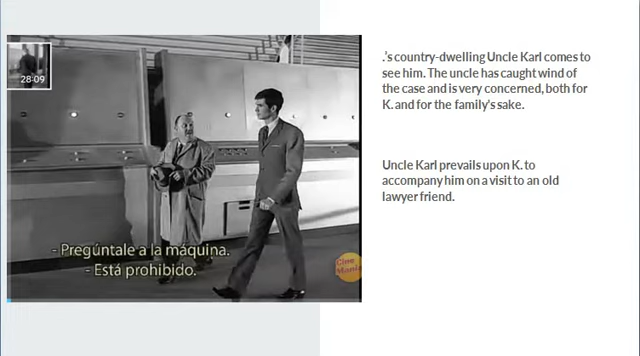 28:09
- Pregúntale a la máquina.
- Está prohibido.
Cine
Manía
.'s country-dwelling Uncle Karl comes to
see him. The uncle has caught wind of
the case and is very concerned, both for
K. and for the family's sake.
Uncle Karl prevails upon K. to
accompany him on a visit to an old
lawyer friend.